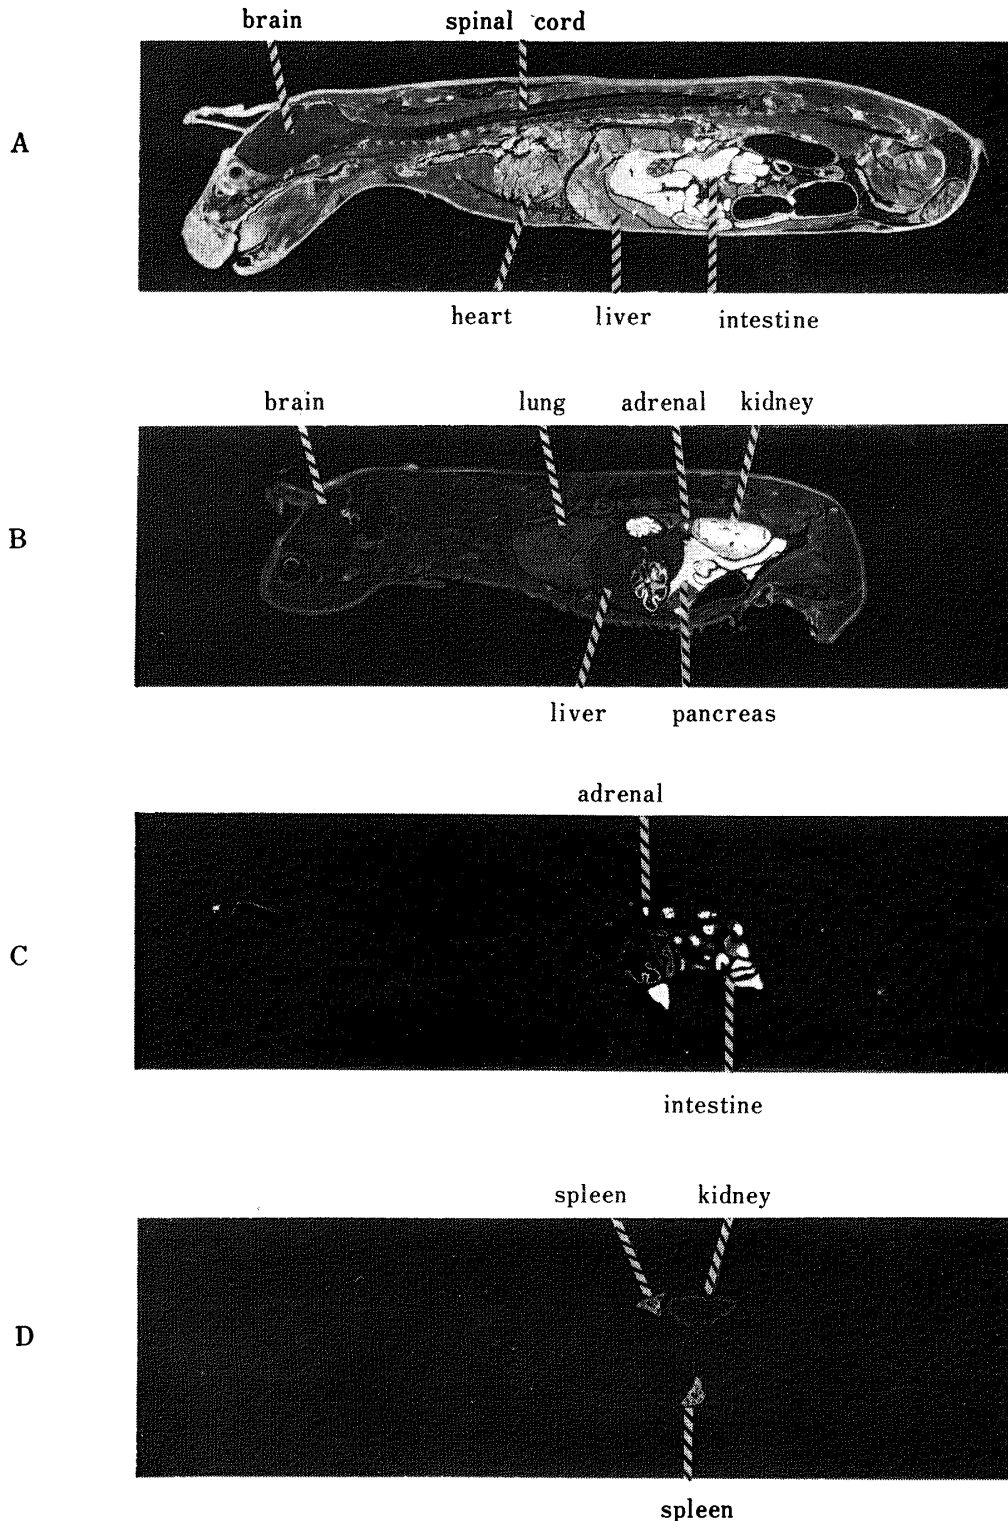 brain spinal cord
A
heart liver intestine
brain lung adrenal kidney
B
liver pancreas
adrenal
C
intestine
spleen kidney
D
spleen